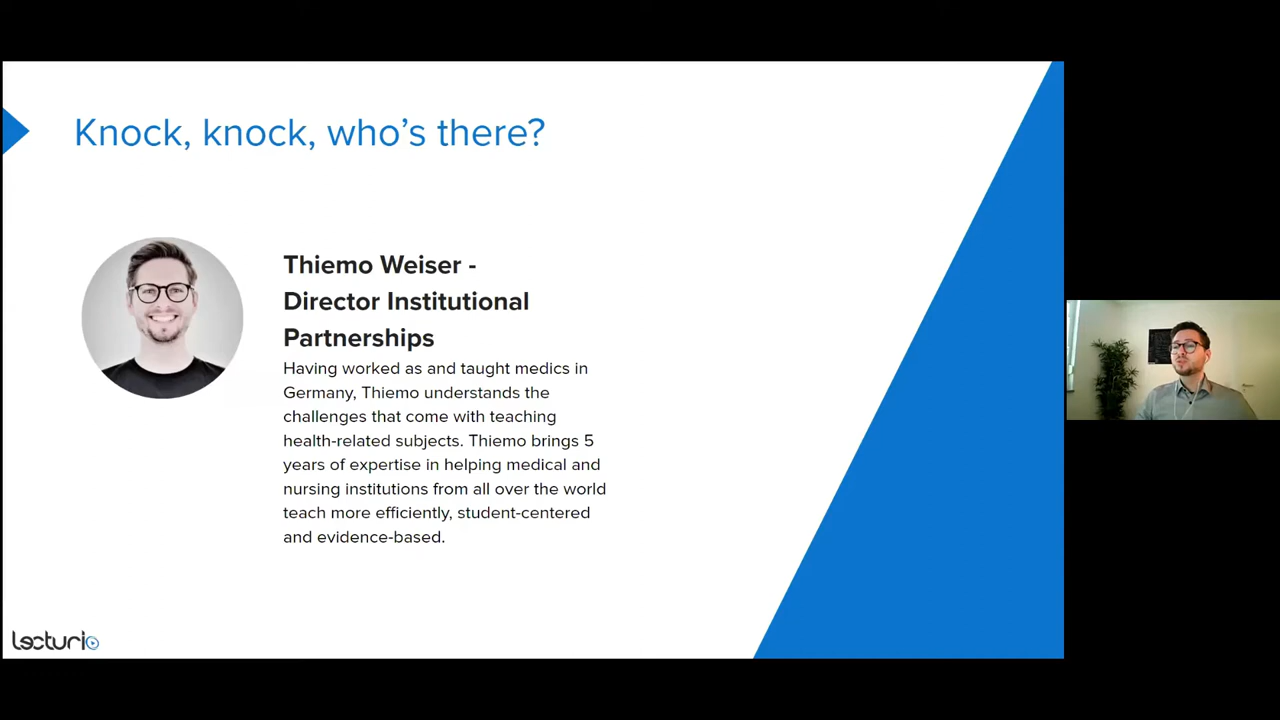 Knock, knock, who's there?
Thiemo Weiser -
Director Institutional
Partnerships
Having worked as and taught medics in
Germany, Thiemo understands the
challenges that come with teaching
health-related subjects. Thiemo brings 5
years of expertise in helping medical and
nursing institutions from all over the world
teach more efficiently, student-centered
and evidence-based.
lecturio